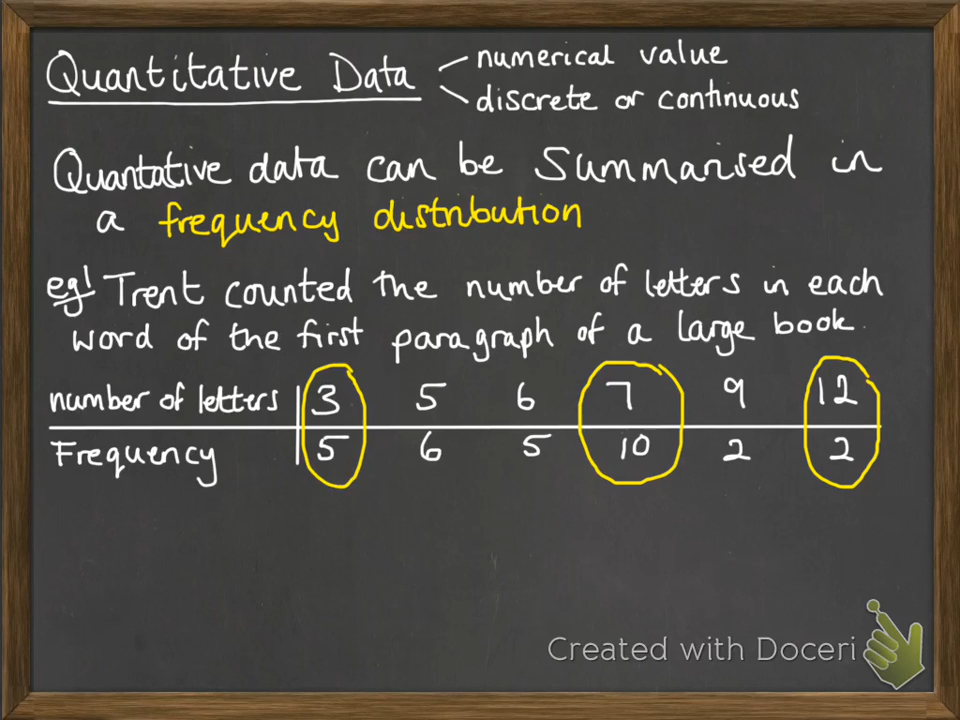 Quantitative Data
numerical value
discrete or continuous
Quantative data can be Summarised in
a frequency distribution
eg1 Trent counted the number of letters in each
word of the first paragraph of a large book.
number of letters 3 5 6 7 9 12
Frequency 5 6 5 10 2 2
Created with Doceri